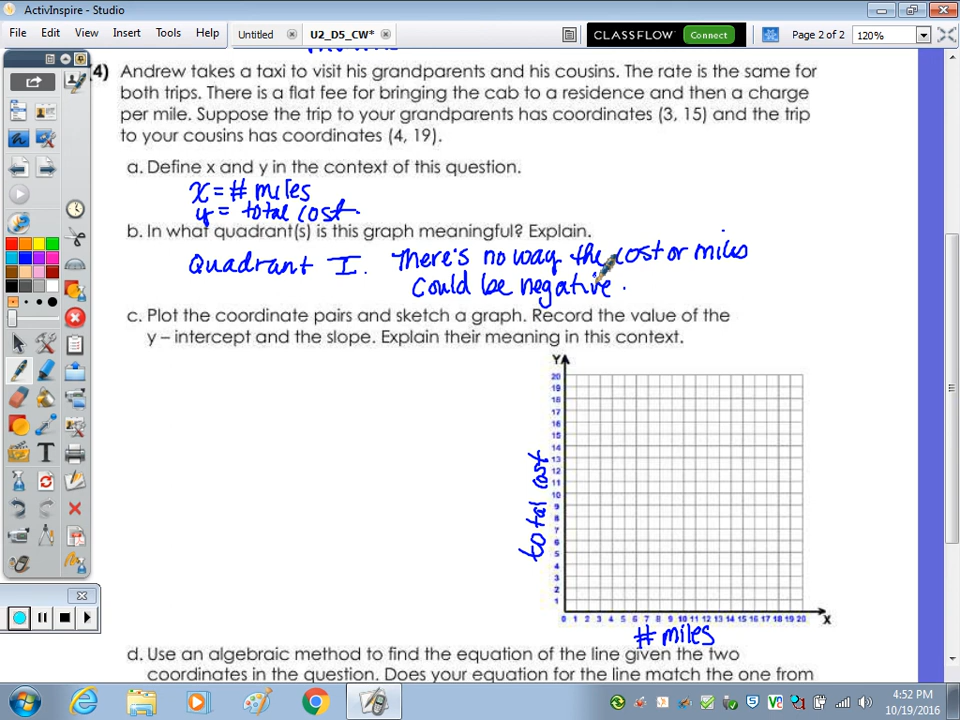 ActivInspire - Studio
File Edit View Insert Tools Help Untitled U2_D5_CW* CLASSFLOW Connect Page 2 of 2 120%
4) Andrew takes a taxi to visit his grandparents and his cousins. The rate is the same for
both trips. There is a flat fee for bringing the cab to a residence and then a charge
per mile. Suppose the trip to your grandparents has coordinates (3, 15) and the trip
to your cousins has coordinates (4, 19).
a. Define x and y in the context of this question.
x = # miles
y = total cost
b. In what quadrant(s) is this graph meaningful? Explain.
Quadrant I. There's no way the cost or miles
could be negative.
c. Plot the coordinate pairs and sketch a graph. Record the value of the
y – intercept and the slope. Explain their meaning in this context.
Y
20
19
18
17
16
15
14
13
12
11
10
9
8
7
6
5
4
3
2
1
total cost
0 1 2 3 4 5 6 7 8 9 10 11 12 13 14 15 16 17 18 19 20 X
# miles
d. Use an algebraic method to find the equation of the line given the two
coordinates in the question. Does your equation for the line match the one from
4:52 PM
10/19/2016